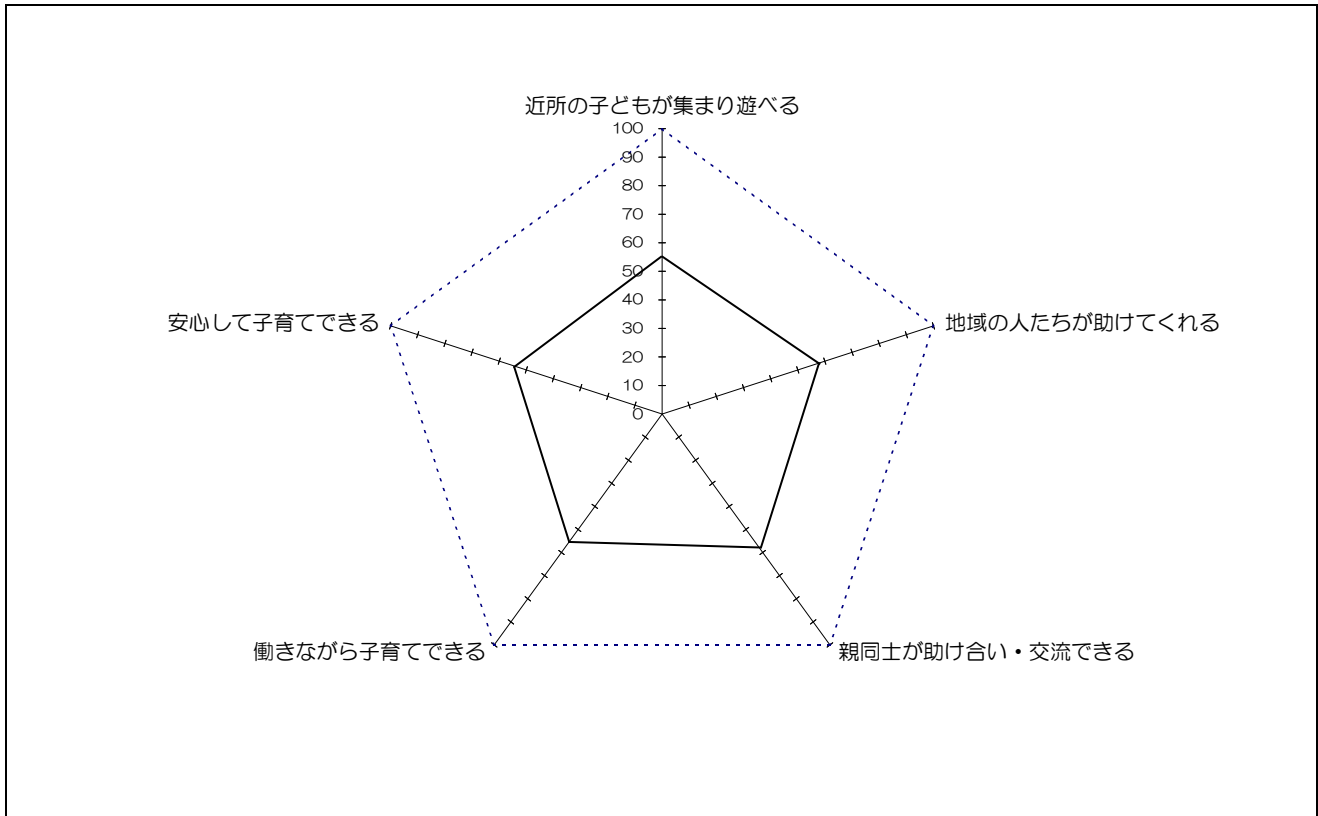 近所の子どもが集まり遊べる
100
90
80
70
60
50
40
30
20
10
0
安心して子育てできる
地域の人たちが助けてくれる
働きながら子育てできる
親同士が助け合い・交流できる